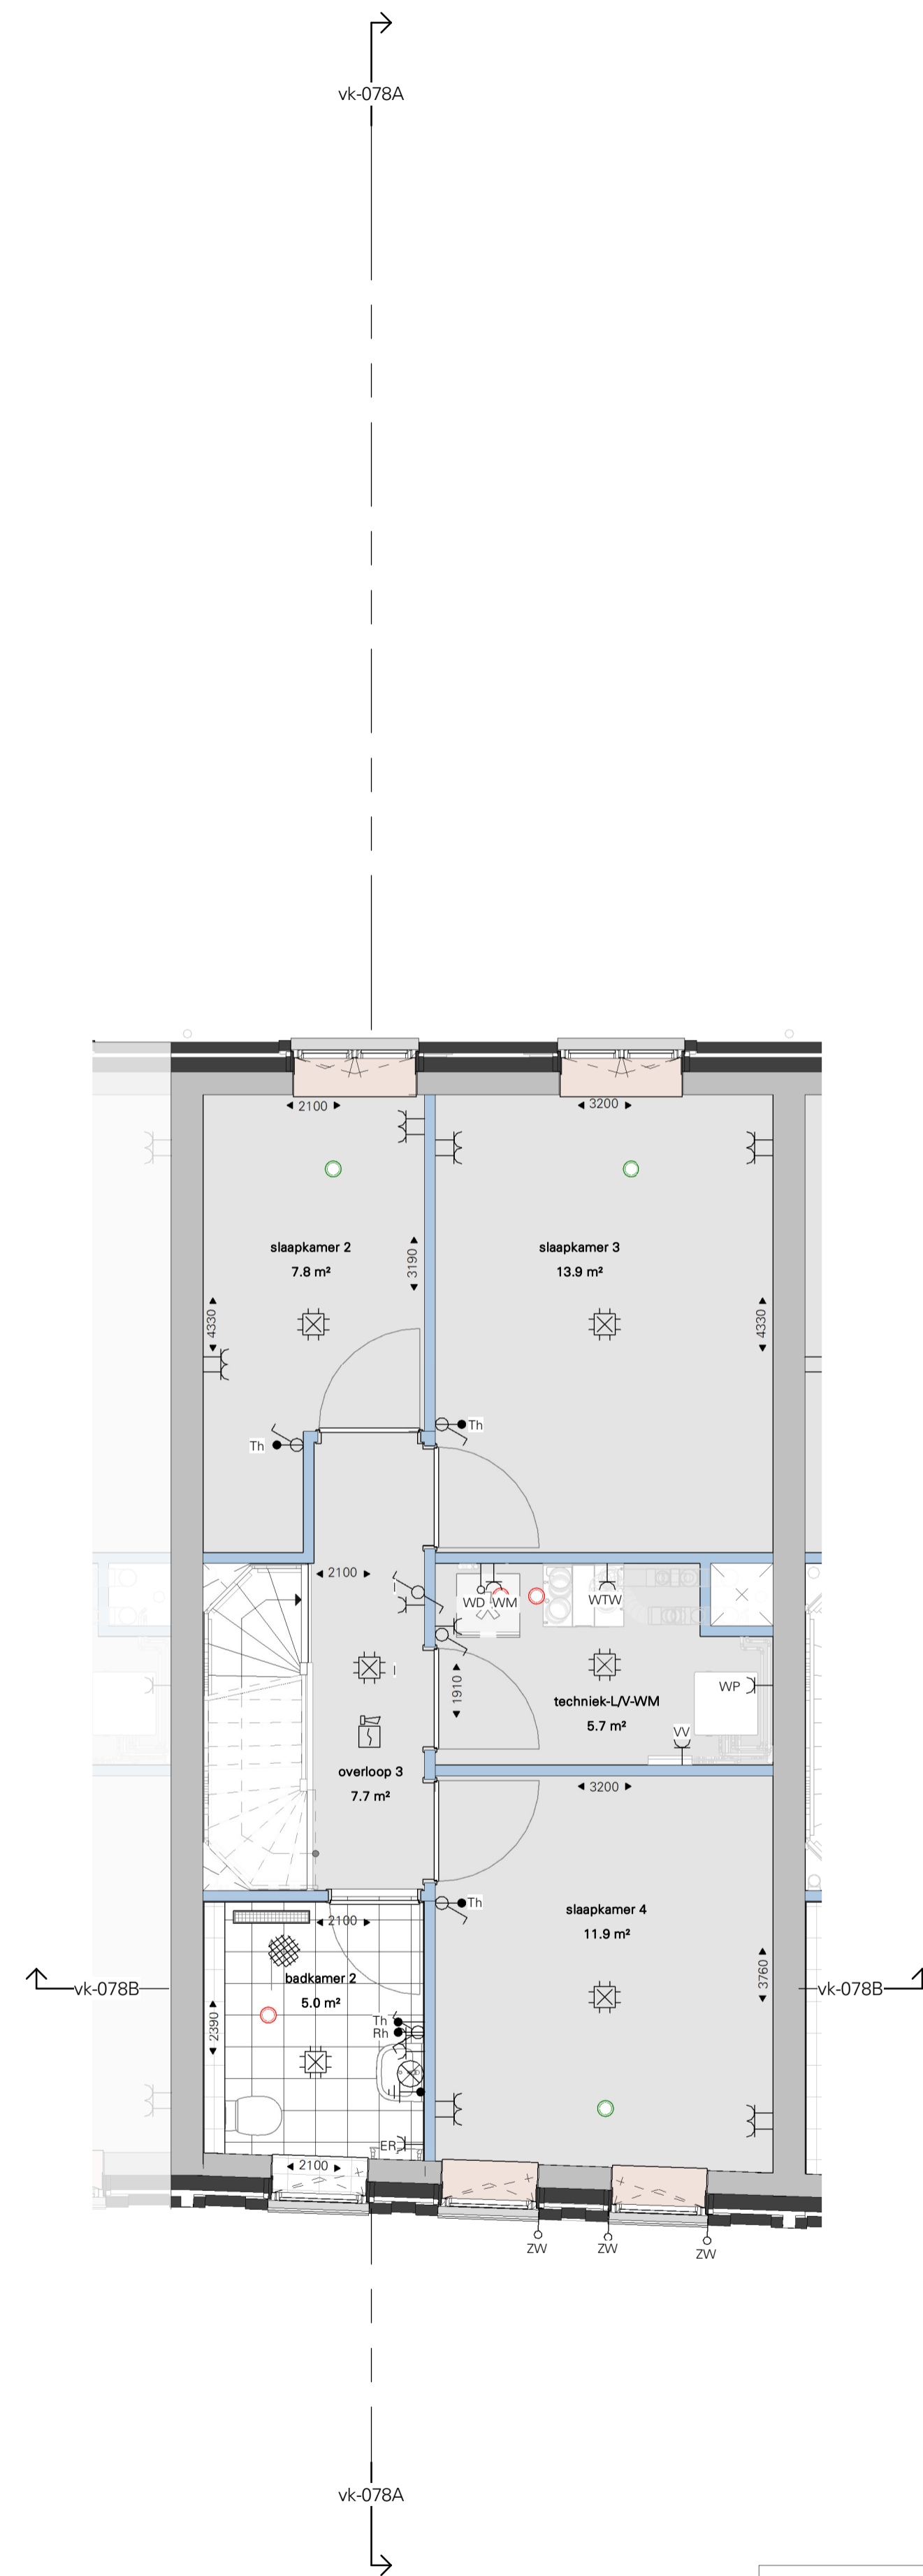 vk-078A
2100
3200
slaapkamer 2
7.8 m²
3190
4330
slaapkamer 3
13.9 m²
4330
Th
Th
2100
WD
WM
WTW
1910
techniek-L/V-WM
5.7 m²
WP
VV
overloop 3
7.7 m²
3200
2100
Th
slaapkamer 4
11.9 m²
3760
vk-078B
badkamer 2
5.0 m²
vk-078B
2390
Th
Rh
ER
2100
ZW
ZW
ZW
vk-078A